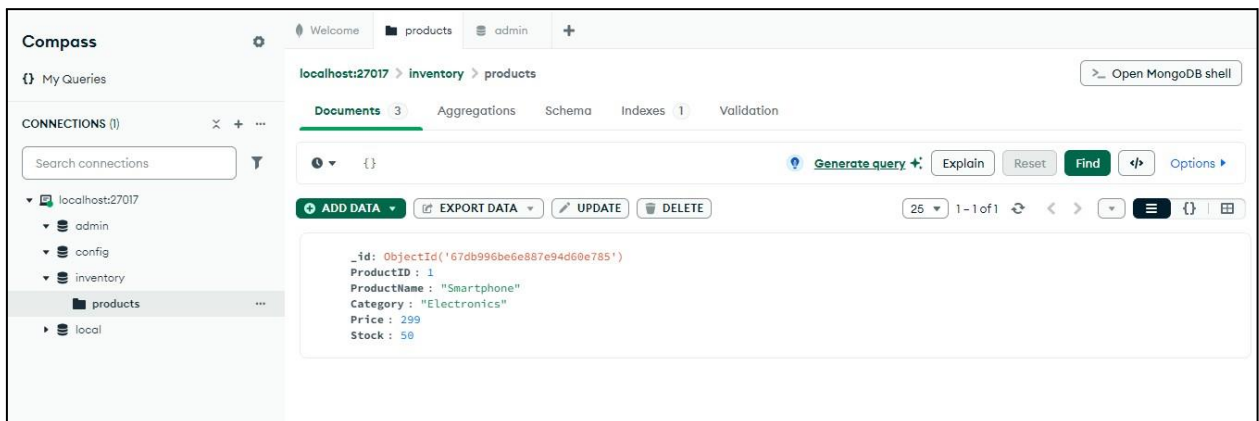 Compass
{} My Queries
CONNECTIONS (1)
Search connections
localhost:27017
admin
config
inventory
products
local
Welcome products admin
localhost:27017 > inventory > products
>_ Open MongoDB shell
Documents 3 Aggregations Schema Indexes 1 Validation
{} Generate query Explain Reset Find </> Options
ADD DATA EXPORT DATA UPDATE DELETE 25 1-1 of 1 {}
_id: ObjectId('67db996be6e887e94d60e785')
ProductID : 1
ProductName : "Smartphone"
Category : "Electronics"
Price : 299
Stock : 50